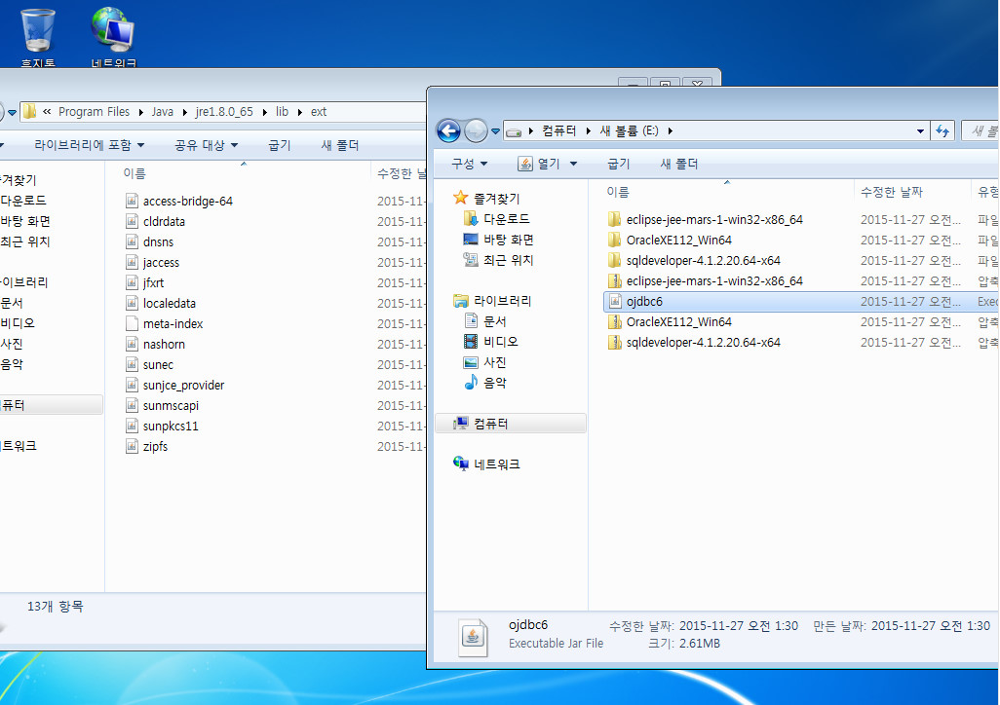 휴지통
네트워크
« Program Files Java jre1.8.0_65 lib ext
라이브러리에 포함 공유 대상 굽기 새 폴더
즐겨찾기
다운로드
바탕 화면
최근 위치
라이브러리
문서
비디오
사진
음악
컴퓨터
네트워크
이름 수정한 날
access-bridge-64 2015-11-
cldrdata 2015-11-
dnsns 2015-11-
jaccess 2015-11-
jfxrt 2015-11-
localedata 2015-11-
meta-index 2015-11-
nashorn 2015-11-
sunec 2015-11-
sunjce_provider 2015-11-
sunmscapi 2015-11-
sunpkcs11 2015-11-
zipfs 2015-11-
13개 항목
컴퓨터 새 볼륨 (E:) 새 볼
구성 열기 굽기 새 폴더
즐겨찾기
다운로드
바탕 화면
최근 위치
라이브러리
문서
비디오
사진
음악
컴퓨터
네트워크
이름 수정한 날짜 유형
eclipse-jee-mars-1-win32-x86_64 2015-11-27 오전... 파일
OracleXE112_Win64 2015-11-27 오전... 파일
sqldeveloper-4.1.2.20.64-x64 2015-11-27 오전... 파일
eclipse-jee-mars-1-win32-x86_64 2015-11-27 오전... 압축
ojdbc6 2015-11-27 오전... Exec
OracleXE112_Win64 2015-11-27 오전... 압축
sqldeveloper-4.1.2.20.64-x64 2015-11-27 오전... 압축
ojdbc6 수정한 날짜: 2015-11-27 오전 1:30 만든 날짜: 2015-11-27 오전 1:30
Executable Jar File 크기: 2.61MB